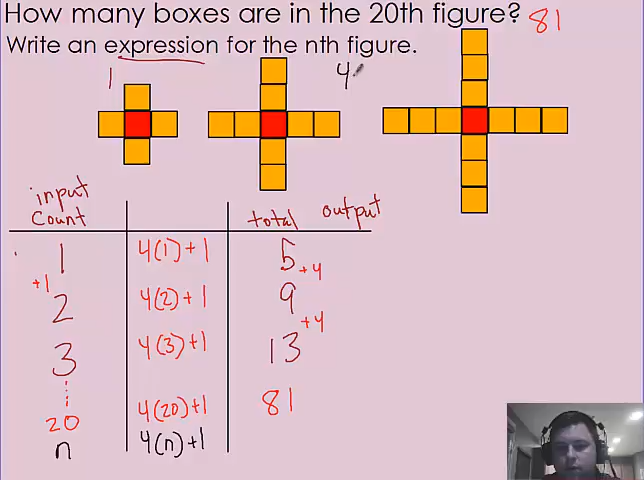 How many boxes are in the 20th figure? 81
Write an expression for the nth figure.
1
4
input
Count
total output
1 4(1)+1 5
+1 +4
2 4(2)+1 9
+4
3 4(3)+1 13
20 4(20)+1 81
n 4(n)+1